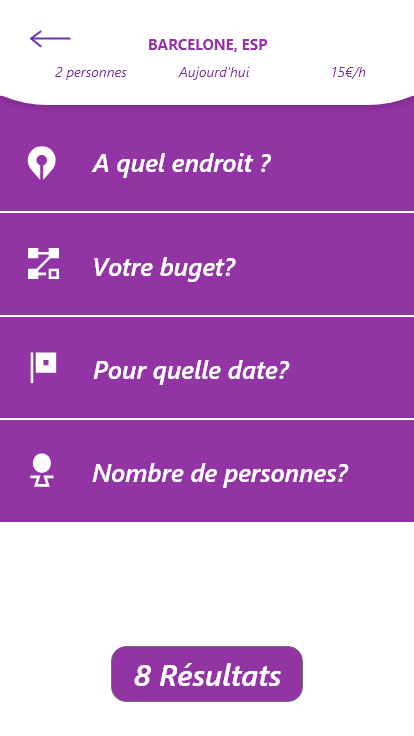 BARCELONE, ESP
2 personnes Aujourd'hui 15€/h
A quel endroit ?
Votre buget?
Pour quelle date?
Nombre de personnes?
8 Résultats